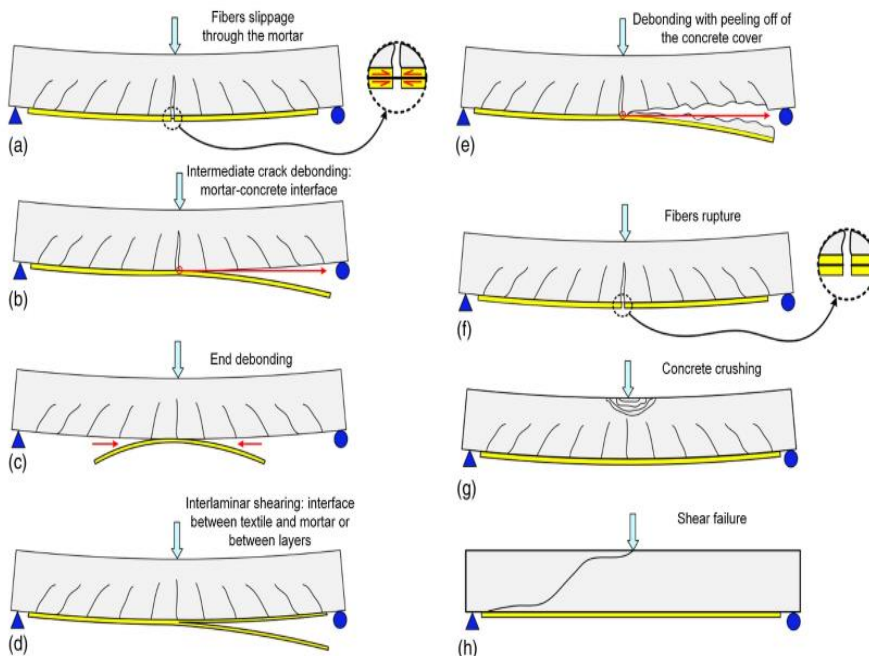 Fibers slippage
through the mortar
(a)
Intermediate crack debonding:
mortar-concrete interface
(b)
End debonding
(c)
Interlaminar shearing: interface
between textile and mortar or
between layers
(d)
Debonding with peeling off of
the concrete cover
(e)
Fibers rupture
(f)
Concrete crushing
(g)
Shear failure
(h)